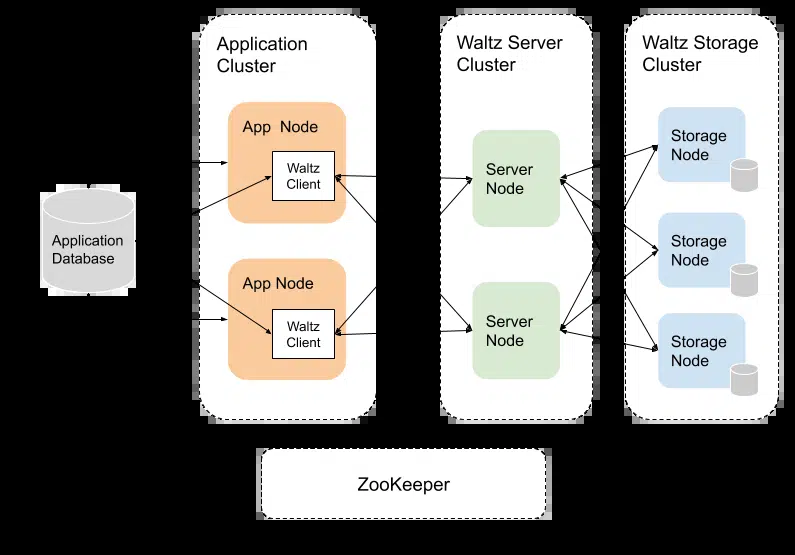 Application
Cluster
Waltz Server
Cluster
Waltz Storage
Cluster
App Node
Waltz
Client
Application
Database
App Node
Waltz
Client
Server
Node
Server
Node
Storage
Node
Storage
Node
Storage
Node
ZooKeeper